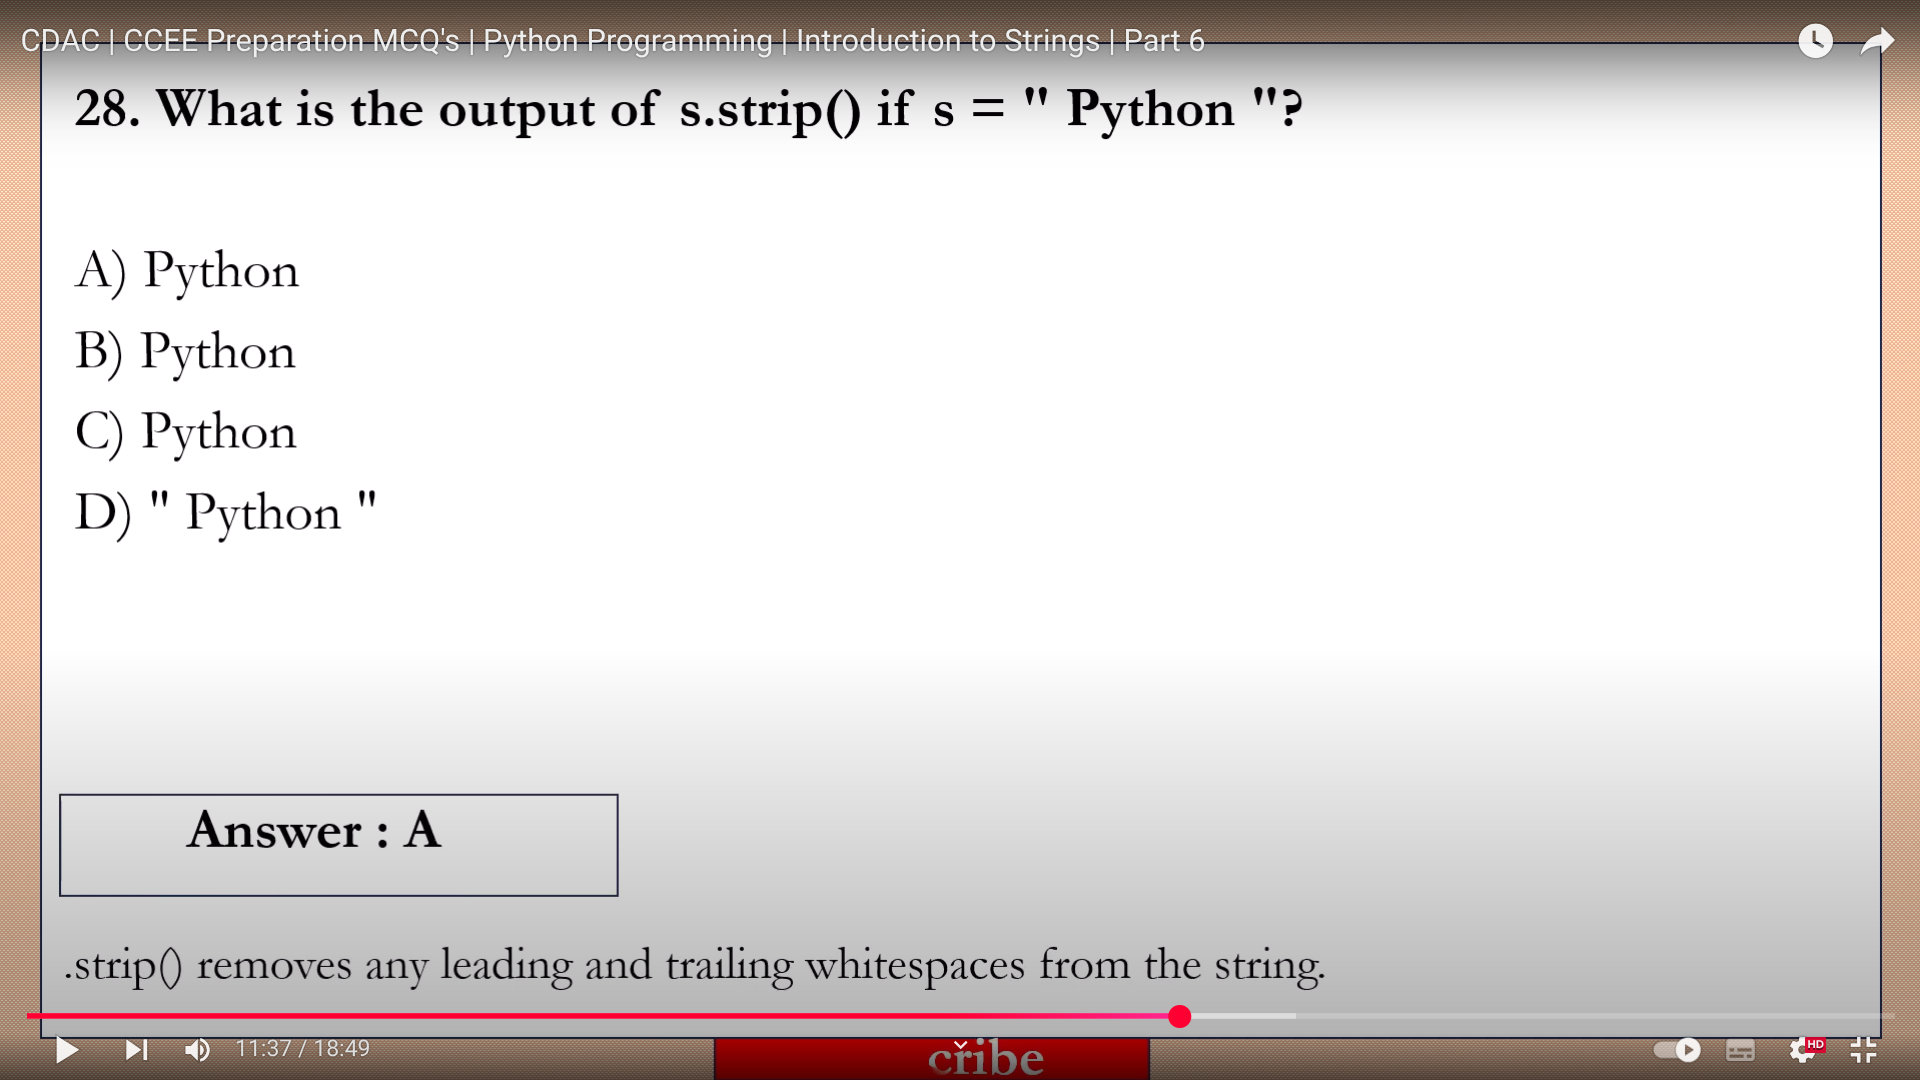 CDAC | CCEE Preparation MCQ's | Python Programming | Introduction to Strings | Part 6
28. What is the output of s.strip() if s = " Python "?
A) Python
B) Python
C) Python
D) " Python "
Answer : A
.strip() removes any leading and trailing whitespaces from the string.
11:37 / 18:49
cribe
HD